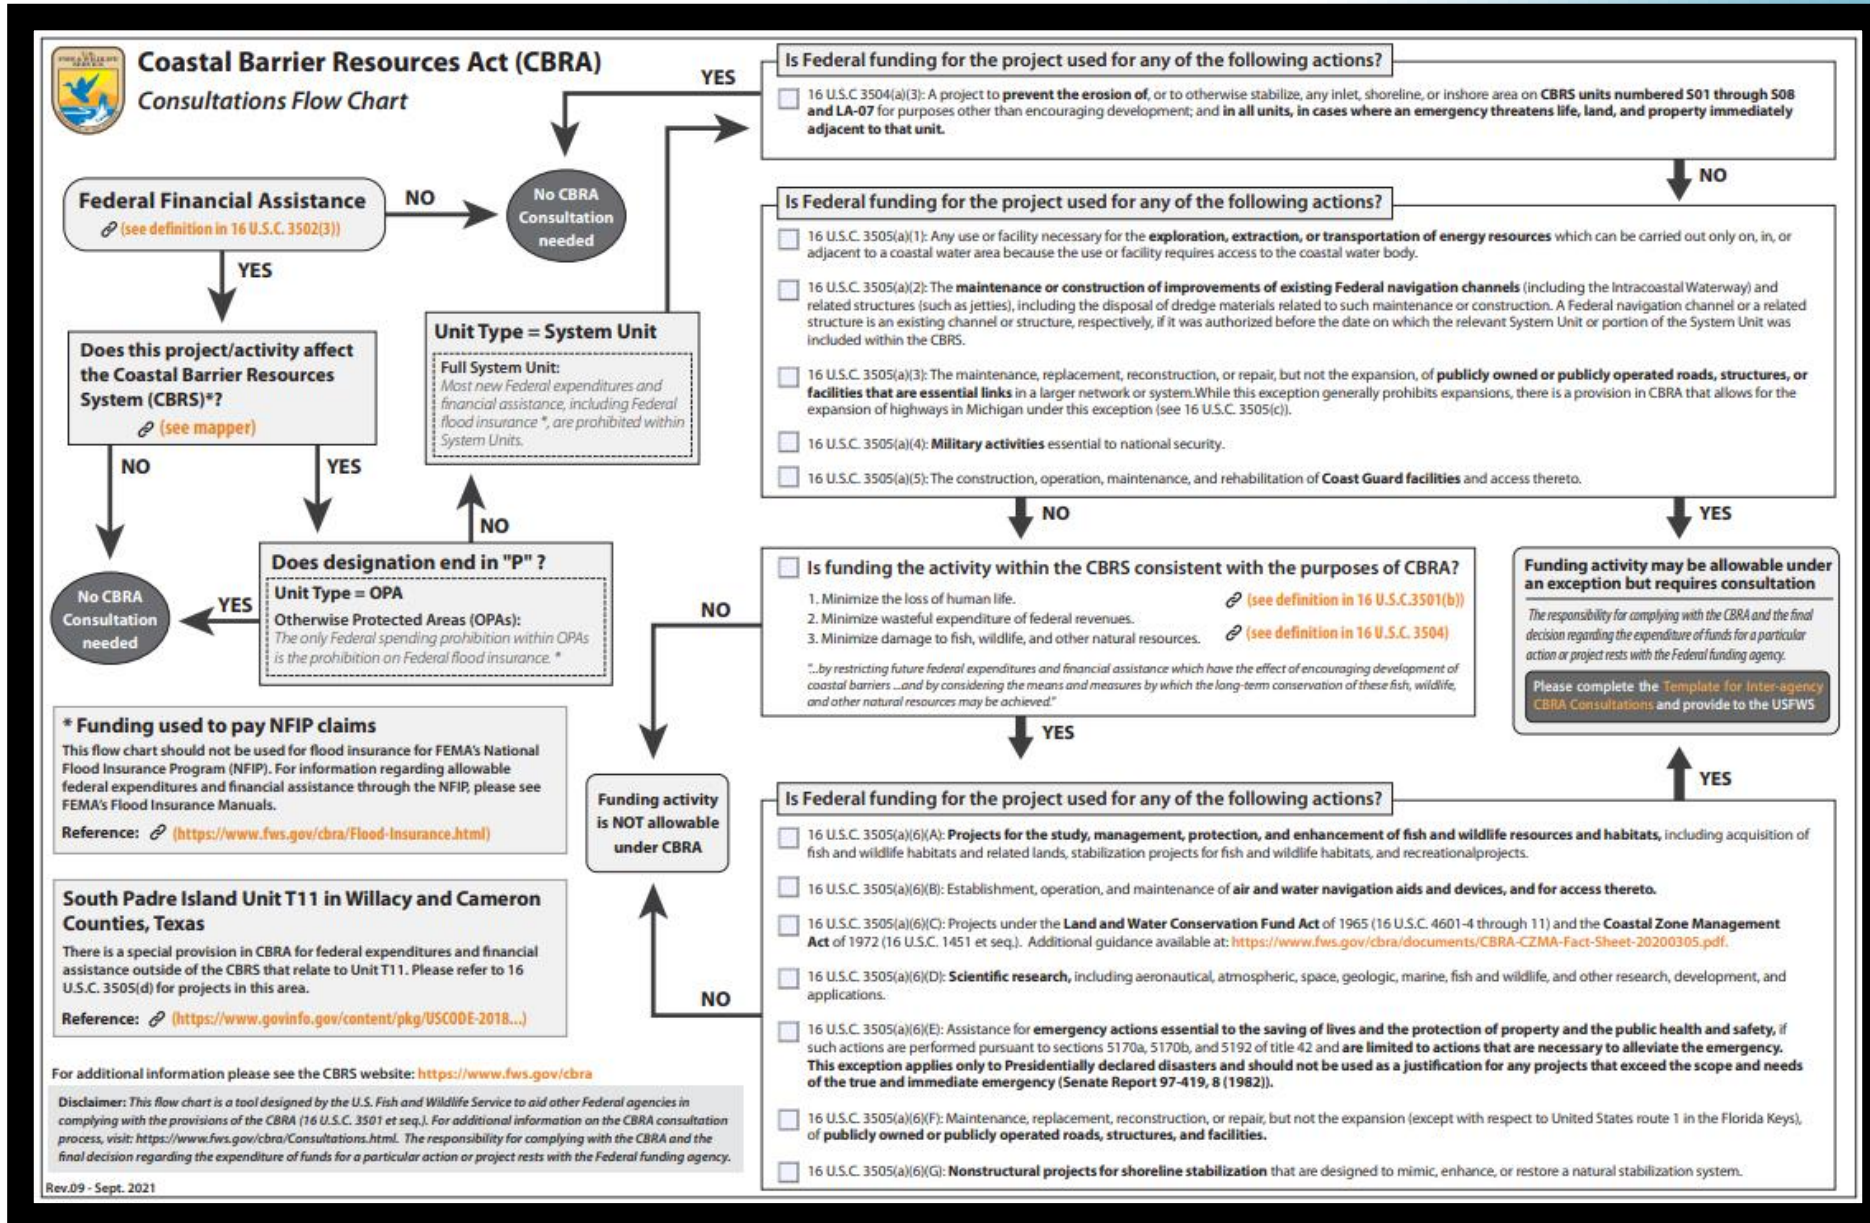 Coastal Barrier Resources Act (CBRA)
Consultations Flow Chart
Federal Financial Assistance
(see definition in 16 U.S.C. 3502(3))
NO
No CBRA
Consultation
needed
YES
YES
Does this project/activity affect
the Coastal Barrier Resources
System (CBRS)*?
(see mapper)
NO
YES
No CBRA
Consultation
needed
YES
Does designation end in "P" ?
Unit Type = OPA
Otherwise Protected Areas (OPAs):
The only Federal spending prohibition within OPAs
is the prohibition on Federal flood insurance. *
NO
Unit Type = System Unit
Full System Unit:
Most new Federal expenditures and
financial assistance, including Federal
flood insurance *, are prohibited within
System Units.
Is Federal funding for the project used for any of the following actions?
16 U.S.C 3504(a)(3): A project to prevent the erosion of, or to otherwise stabilize, any inlet, shoreline, or inshore area on CBRS units numbered S01 through S08
and LA-07 for purposes other than encouraging development; and in all units, in cases where an emergency threatens life, land, and property immediately
adjacent to that unit.
NO
Is Federal funding for the project used for any of the following actions?
16 U.S.C. 3505(a)(1): Any use or facility necessary for the exploration, extraction, or transportation of energy resources which can be carried out only on, in, or
adjacent to a coastal water area because the use or facility requires access to the coastal water body.
16 U.S.C. 3505(a)(2): The maintenance or construction of improvements of existing Federal navigation channels (including the Intracoastal Waterway) and
related structures (such as jetties), including the disposal of dredge materials related to such maintenance or construction. A Federal navigation channel or a related
structure is an existing channel or structure, respectively, if it was authorized before the date on which the relevant System Unit or portion of the System Unit was
included within the CBRS.
16 U.S.C. 3505(a)(3): The maintenance, replacement, reconstruction, or repair, but not the expansion, of publicly owned or publicly operated roads, structures, or
facilities that are essential links in a larger network or system.While this exception generally prohibits expansions, there is a provision in CBRA that allows for the
expansion of highways in Michigan under this exception (see 16 U.S.C. 3505(c)).
16 U.S.C. 3505(a)(4): Military activities essential to national security.
16 U.S.C. 3505(a)(5): The construction, operation, maintenance, and rehabilitation of Coast Guard facilities and access thereto.
NO
YES
Is funding the activity within the CBRS consistent with the purposes of CBRA?
1. Minimize the loss of human life.
2. Minimize wasteful expenditure of federal revenues.
3. Minimize damage to fish, wildlife, and other natural resources.
(see definition in 16 U.S.C.3501(b))
(see definition in 16 U.S.C. 3504)
"...by restricting future federal expenditures and financial assistance which have the effect of encouraging development of
coastal barriers ...and by considering the means and measures by which the long-term conservation of these fish, wildlife,
and other natural resources may be achieved."
NO
YES
Funding activity may be allowable under
an exception but requires consultation
The responsibility for complying with the CBRA and the final
decision regarding the expenditure of funds for a particular
action or project rests with the Federal funding agency.
Please complete the Template for Inter-agency
CBRA Consultations and provide to the USFWS
YES
Funding activity
is NOT allowable
under CBRA
NO
Is Federal funding for the project used for any of the following actions?
16 U.S.C. 3505(a)(6)(A): Projects for the study, management, protection, and enhancement of fish and wildlife resources and habitats, including acquisition of
fish and wildlife habitats and related lands, stabilization projects for fish and wildlife habitats, and recreationalprojects.
16 U.S.C. 3505(a)(6)(B): Establishment, operation, and maintenance of air and water navigation aids and devices, and for access thereto.
16 U.S.C. 3505(a)(6)(C): Projects under the Land and Water Conservation Fund Act of 1965 (16 U.S.C. 4601-4 through 11) and the Coastal Zone Management
Act of 1972 (16 U.S.C. 1451 et seq.). Additional guidance available at: https://www.fws.gov/cbra/documents/CBRA-CZMA-Fact-Sheet-20200305.pdf.
16 U.S.C. 3505(a)(6)(D): Scientific research, including aeronautical, atmospheric, space, geologic, marine, fish and wildlife, and other research, development, and
applications.
16 U.S.C. 3505(a)(6)(E): Assistance for emergency actions essential to the saving of lives and the protection of property and the public health and safety, if
such actions are performed pursuant to sections 5170a, 5170b, and 5192 of title 42 and are limited to actions that are necessary to alleviate the emergency.
This exception applies only to Presidentially declared disasters and should not be used as a justification for any projects that exceed the scope and needs
of the true and immediate emergency (Senate Report 97-419, 8 (1982)).
16 U.S.C. 3505(a)(6)(F): Maintenance, replacement, reconstruction, or repair, but not the expansion (except with respect to United States route 1 in the Florida Keys),
of publicly owned or publicly operated roads, structures, and facilities.
16 U.S.C. 3505(a)(6)(G): Nonstructural projects for shoreline stabilization that are designed to mimic, enhance, or restore a natural stabilization system.
* Funding used to pay NFIP claims
This flow chart should not be used for flood insurance for FEMA's National
Flood Insurance Program (NFIP). For information regarding allowable
federal expenditures and financial assistance through the NFIP, please see
FEMA's Flood Insurance Manuals.
Reference: (https://www.fws.gov/cbra/Flood-Insurance.html)
South Padre Island Unit T11 in Willacy and Cameron
Counties, Texas
There is a special provision in CBRA for federal expenditures and financial
assistance outside of the CBRS that relate to Unit T11. Please refer to 16
U.S.C. 3505(d) for projects in this area.
Reference: (https://www.govinfo.gov/content/pkg/USCODE-2018...)
For additional information please see the CBRS website: https://www.fws.gov/cbra
Disclaimer: This flow chart is a tool designed by the U.S. Fish and Wildlife Service to aid other Federal agencies in
complying with the provisions of the CBRA (16 U.S.C. 3501 et seq.). For additional information on the CBRA consultation
process, visit: https://www.fws.gov/cbra/Consultations.html. The responsibility for complying with the CBRA and the
final decision regarding the expenditure of funds for a particular action or project rests with the Federal funding agency.
Rev.09 - Sept. 2021